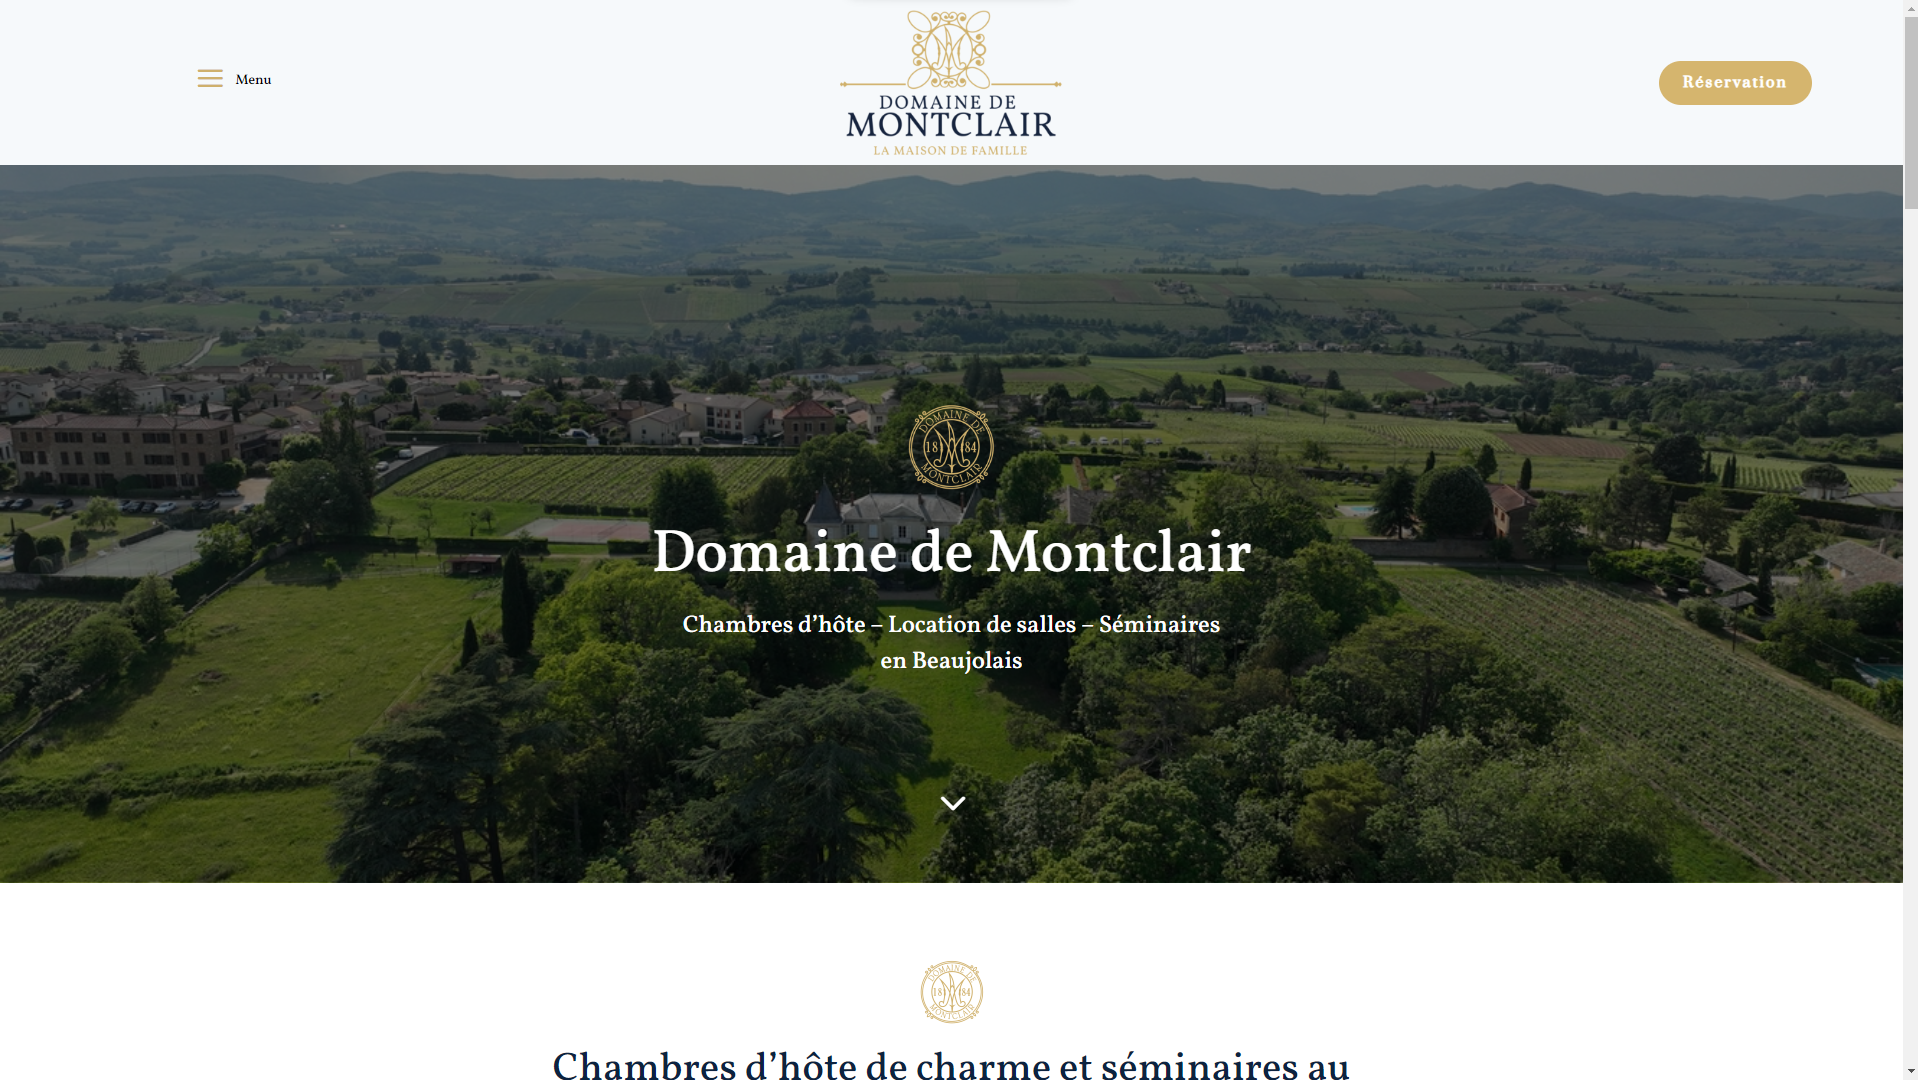 Menu
DOMAINE DE
MONTCLAIR
LA MAISON DE FAMILLE
Réservation
DOMAINE DE
18 84
MONTCLAIR
Domaine de Montclair
Chambres d’hôte – Location de salles – Séminaires
en Beaujolais
DOMAINE DE
18 84
MONTCLAIR
Chambres d’hôte de charme et séminaires au